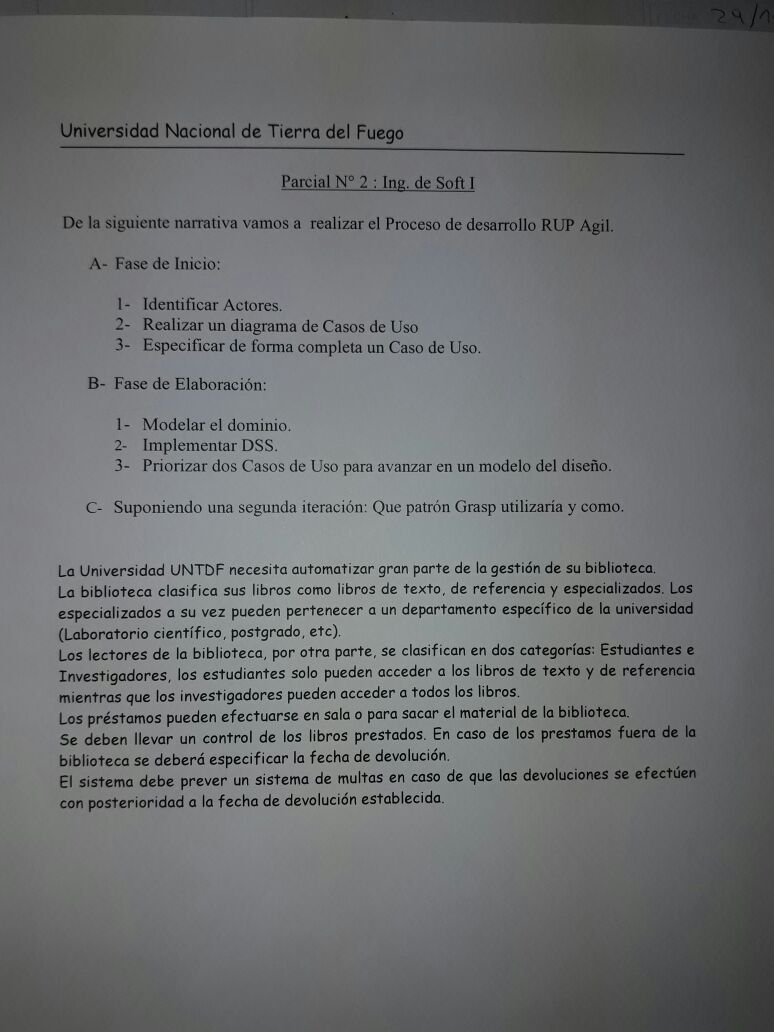 29/1
Universidad Nacional de Tierra del Fuego
Parcial N° 2 : Ing. de Soft I
De la siguiente narrativa vamos a realizar el Proceso de desarrollo RUP Agil.
A- Fase de Inicio:
1- Identificar Actores.
2- Realizar un diagrama de Casos de Uso
3- Especificar de forma completa un Caso de Uso.
B- Fase de Elaboración:
1- Modelar el dominio.
2- Implementar DSS.
3- Priorizar dos Casos de Uso para avanzar en un modelo del diseño.
C- Suponiendo una segunda iteración: Que patrón Grasp utilizaría y como.
La Universidad UNTDF necesita automatizar gran parte de la gestión de su biblioteca.
La biblioteca clasifica sus libros como libros de texto, de referencia y especializados. Los
especializados a su vez pueden pertenecer a un departamento específico de la universidad
(Laboratorio científico, postgrado, etc).
Los lectores de la biblioteca, por otra parte, se clasifican en dos categorías: Estudiantes e
Investigadores, los estudiantes solo pueden acceder a los libros de texto y de referencia
mientras que los investigadores pueden acceder a todos los libros.
Los préstamos pueden efectuarse en sala o para sacar el material de la biblioteca.
Se deben llevar un control de los libros prestados. En caso de los prestamos fuera de la
biblioteca se deberá especificar la fecha de devolución.
El sistema debe prever un sistema de multas en caso de que las devoluciones se efectúen
con posterioridad a la fecha de devolución establecida.